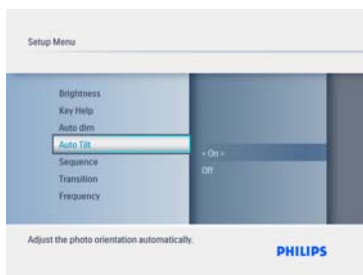 Setup Menu
Brightness
Key Help
Auto dim
Auto Tilt
Sequence
Transition
Frequency
< On >
Off
Adjust the photo orientation automatically.
PHILIPS